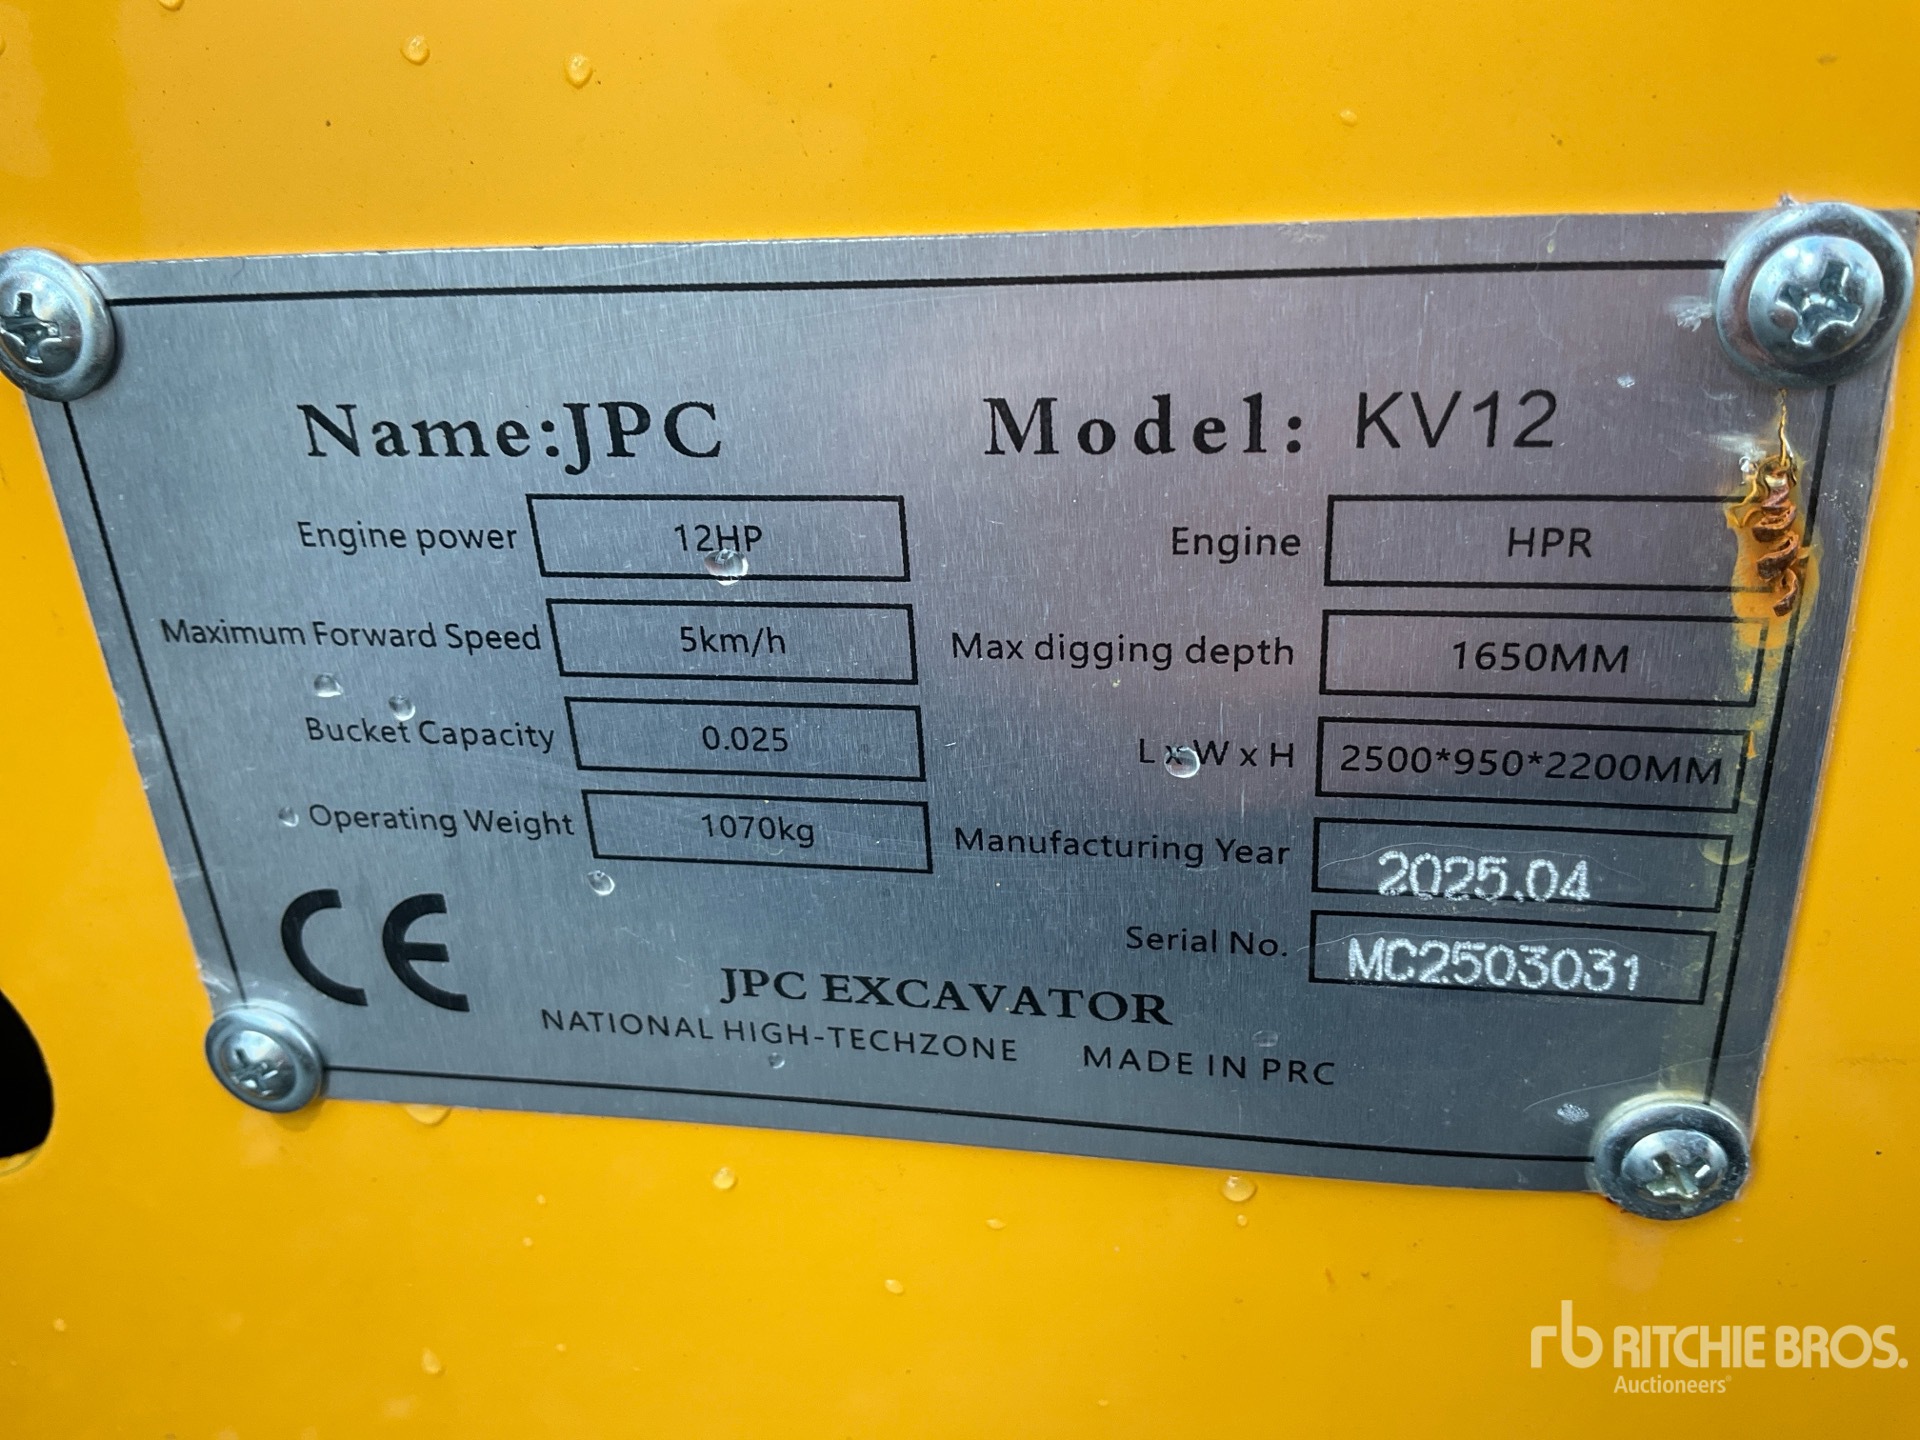 Name:JPC Model: KV12
Engine power 12HP Engine HPR
Maximum Forward Speed 5km/h Max digging depth 1650MM
Bucket Capacity 0.025 L x W x H 2500*950*2200MM
Operating Weight 1070kg Manufacturing Year 2025.04
Serial No. MC2503031
CE
JPC EXCAVATOR
NATIONAL HIGH-TECHZONE MADE IN PRC
rb RITCHIE BROS.
Auctioneers